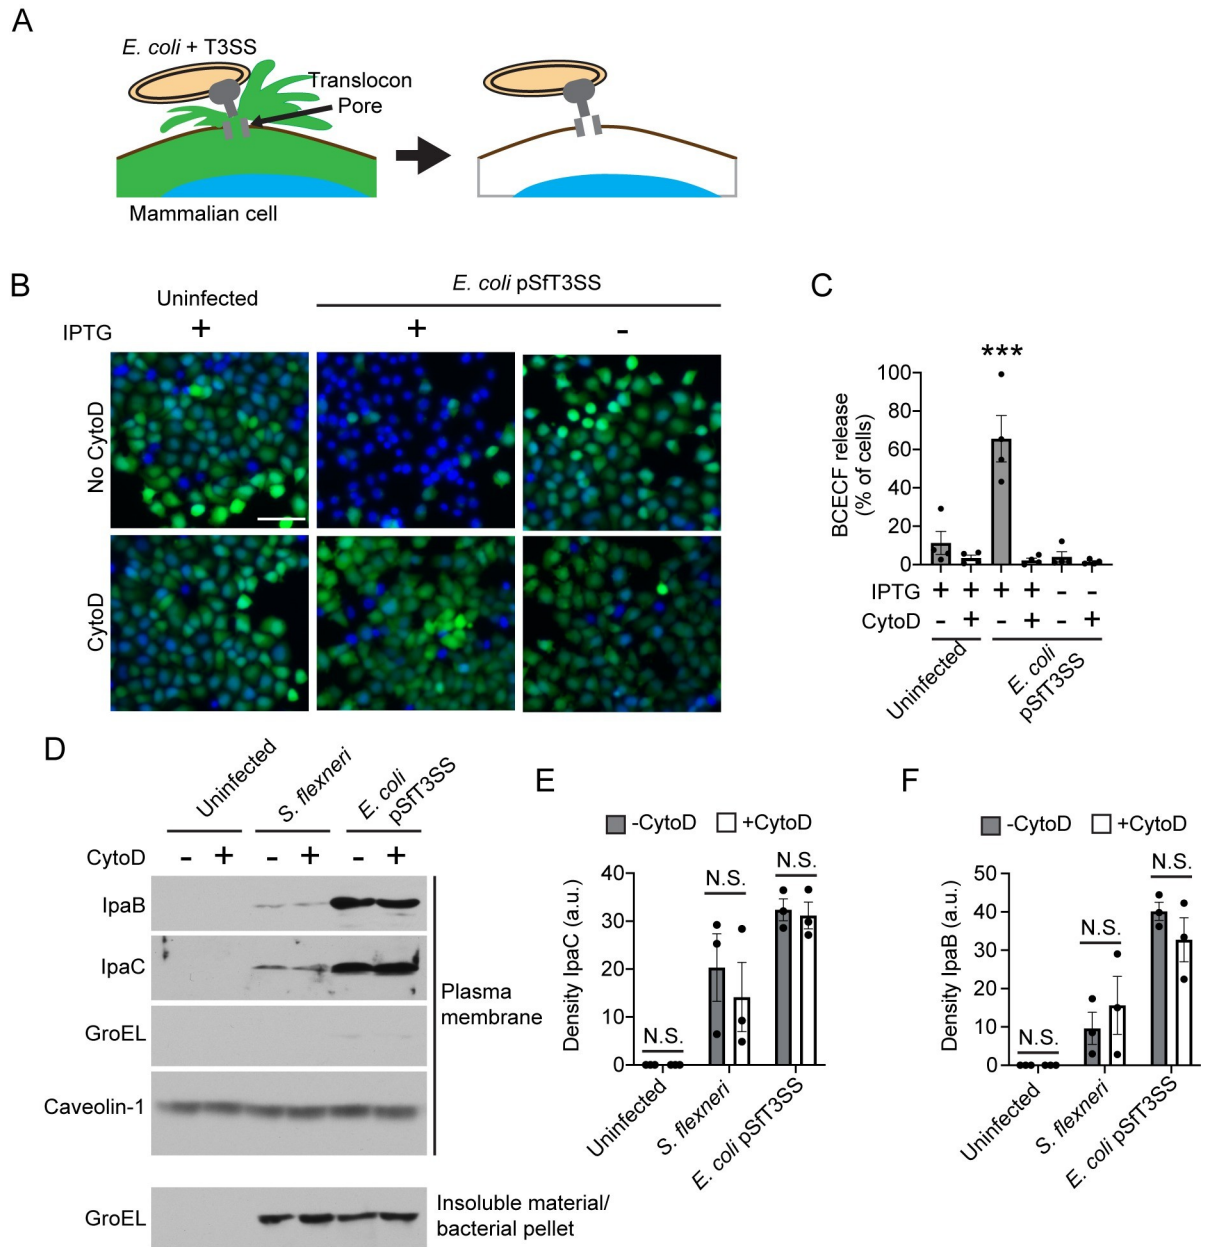 A
E. coli + T3SS
Translocon
Pore
Mammalian cell
B
Uninfected
E. coli pSfT3SS
IPTG + + -
No CytoD
CytoD
C
***
BCECF release
(% of cells)
100
80
60
40
20
0
IPTG + + + + - -
CytoD - + - + - +
Uninfected
E. coli
pSfT3SS
D
Uninfected
S. flexneri
E. coli
pSfT3SS
CytoD - + - + - +
IpaB
IpaC
GroEL
Caveolin-1
Plasma
membrane
GroEL
Insoluble material/
bacterial pellet
E
-CytoD +CytoD
Density IpaC (a.u.)
40
30
20
10
0
N.S.
N.S.
N.S.
Uninfected
S. flexneri
E. coli pSfT3SS
F
-CytoD +CytoD
Density IpaB (a.u.)
50
40
30
20
10
0
N.S.
N.S.
N.S.
Uninfected
S. flexneri
E. coli pSfT3SS